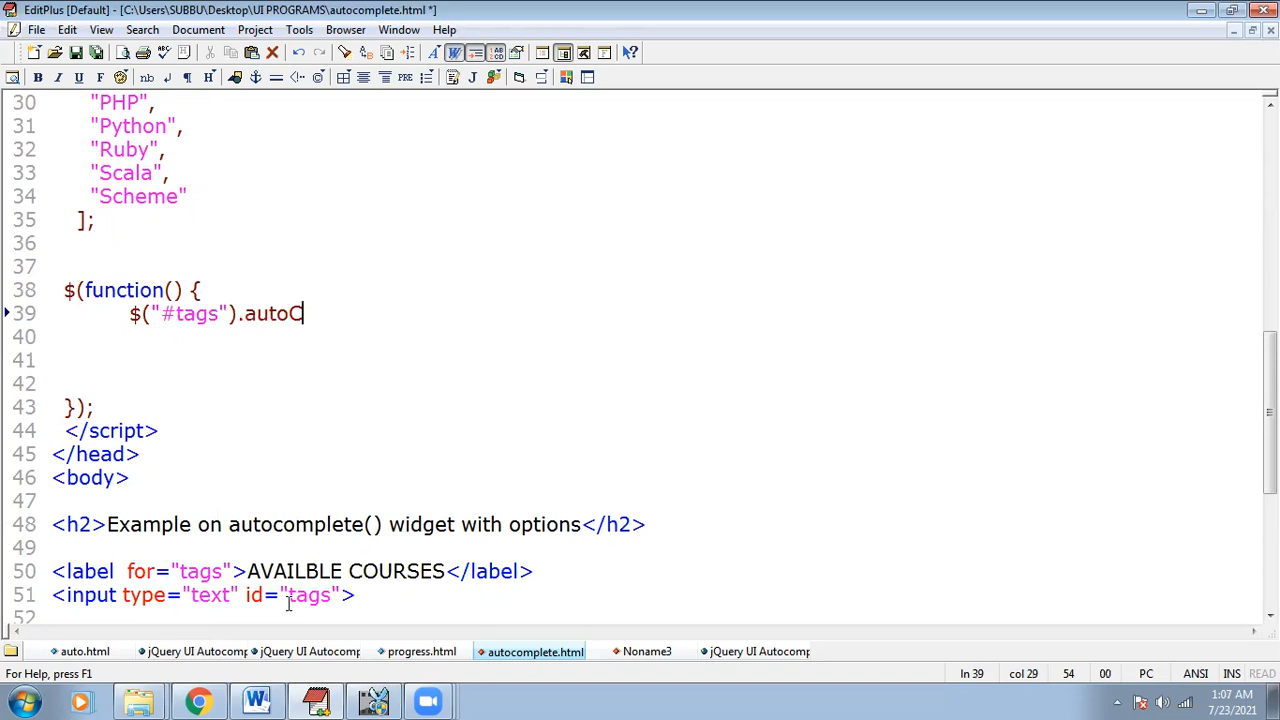 EditPlus [Default] - [C:\Users\SUBBU\Desktop\UI PROGRAMS\autocomplete.html *]
File Edit View Search Document Project Tools Browser Window Help
30 "PHP",
31 "Python",
32 "Ruby",
33 "Scala",
34 "Scheme"
35 ];
36
37
38 $(function() {
39 $("#tags").autoC
40
41
42
43 });
44 </script>
45 </head>
46 <body>
47
48 <h2>Example on autocomplete() widget with options</h2>
49
50 <label for="tags">AVAILBLE COURSES</label>
51 <input type="text" id="tags">
52
auto.html jQuery UI Autocomp jQuery UI Autocomp progress.html autocomplete.html Noname3 jQuery UI Autocomp
For Help, press F1 ln 39 col 29 54 00 PC ANSI INS READ
1:07 AM
7/23/2021